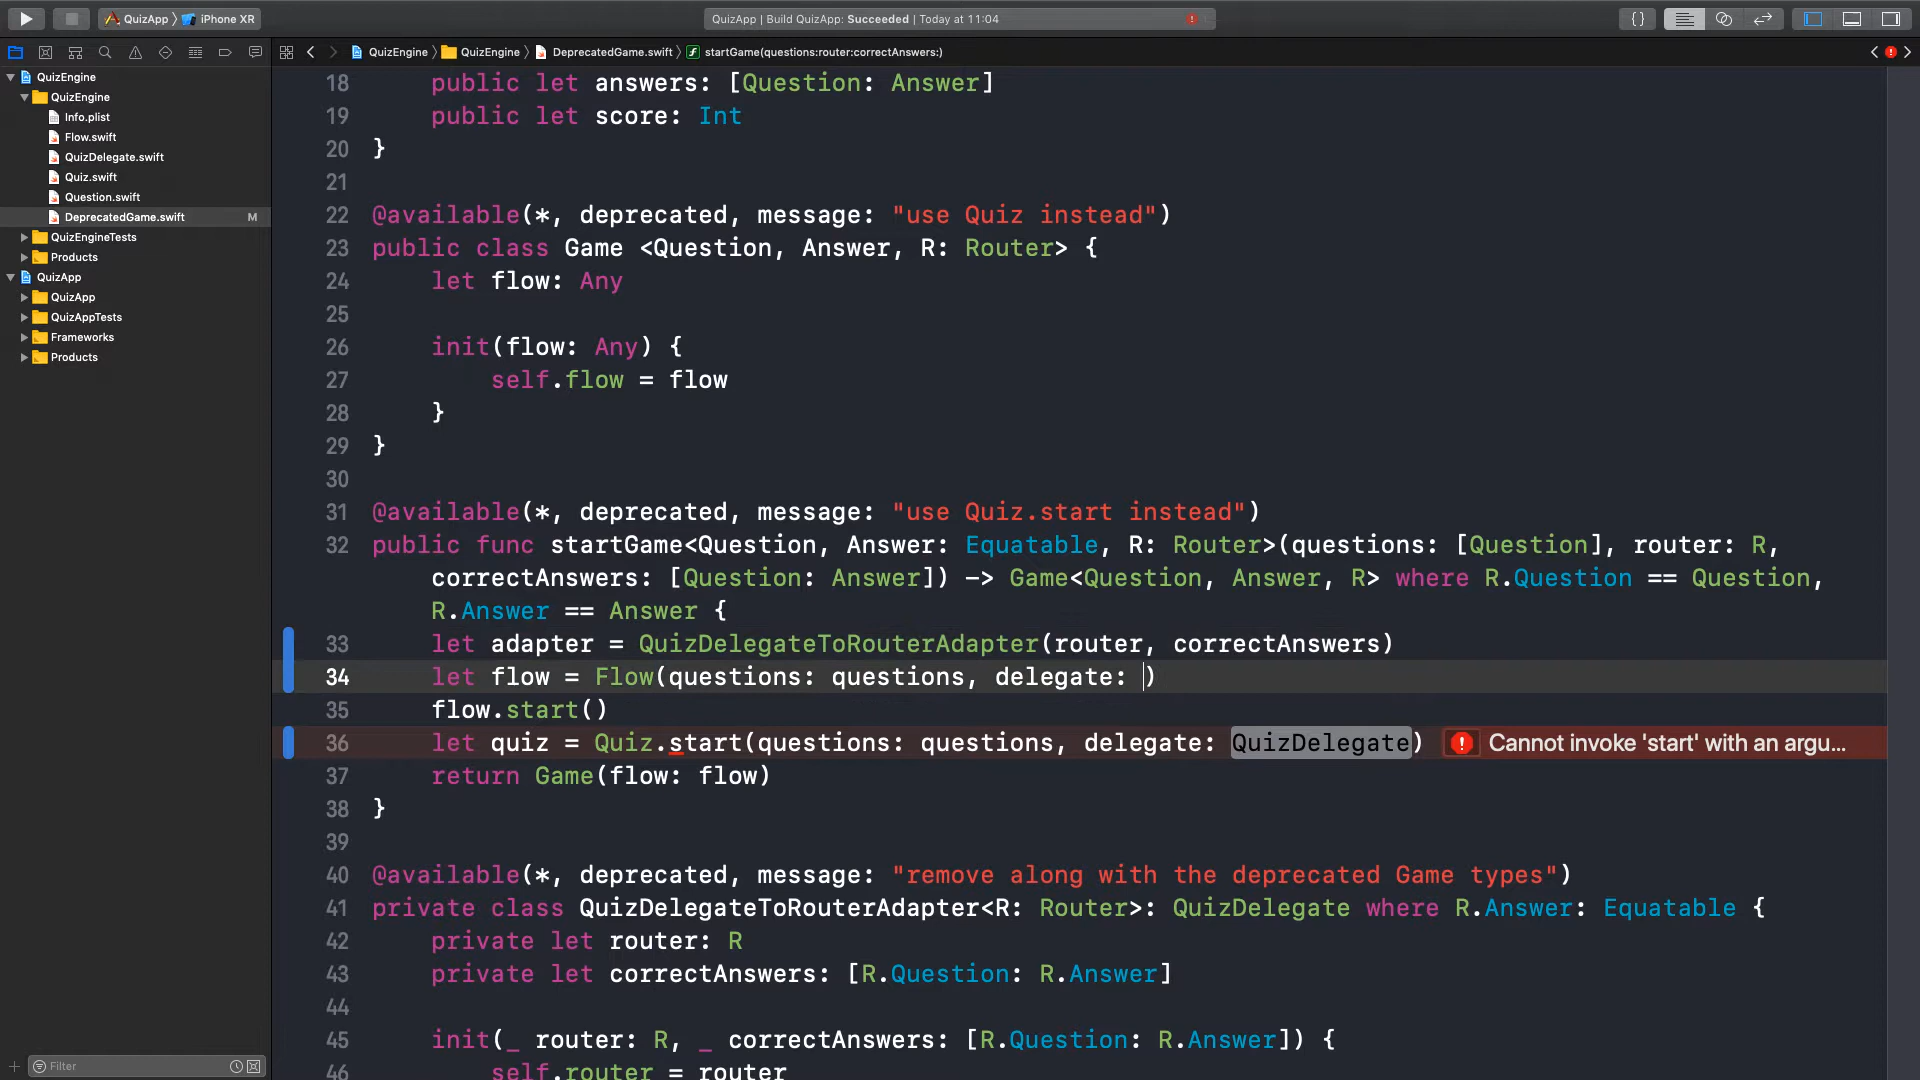 QuizApp iPhone XR
QuizApp | Build QuizApp: Succeeded | Today at 11:04
QuizEngine QuizEngine DeprecatedGame.swift startGame(questions:router:correctAnswers:)
QuizEngine
QuizEngine
Info.plist
Flow.swift
QuizDelegate.swift
Quiz.swift
Question.swift
DeprecatedGame.swift M
QuizEngineTests
Products
QuizApp
QuizApp
QuizAppTests
Frameworks
Products
Filter
18 public let answers: [Question: Answer]
19 public let score: Int
20 }
21
22 @available(*, deprecated, message: "use Quiz instead")
23 public class Game <Question, Answer, R: Router> {
24 let flow: Any
25
26 init(flow: Any) {
27 self.flow = flow
28 }
29 }
30
31 @available(*, deprecated, message: "use Quiz.start instead")
32 public func startGame<Question, Answer: Equatable, R: Router>(questions: [Question], router: R,
correctAnswers: [Question: Answer]) -> Game<Question, Answer, R> where R.Question == Question,
R.Answer == Answer {
33 let adapter = QuizDelegateToRouterAdapter(router, correctAnswers)
34 let flow = Flow(questions: questions, delegate: )
35 flow.start()
36 let quiz = Quiz.start(questions: questions, delegate: QuizDelegate) Cannot invoke 'start' with an argu...
37 return Game(flow: flow)
38 }
39
40 @available(*, deprecated, message: "remove along with the deprecated Game types")
41 private class QuizDelegateToRouterAdapter<R: Router>: QuizDelegate where R.Answer: Equatable {
42 private let router: R
43 private let correctAnswers: [R.Question: R.Answer]
44
45 init(_ router: R, _ correctAnswers: [R.Question: R.Answer]) {
46 self.router = router